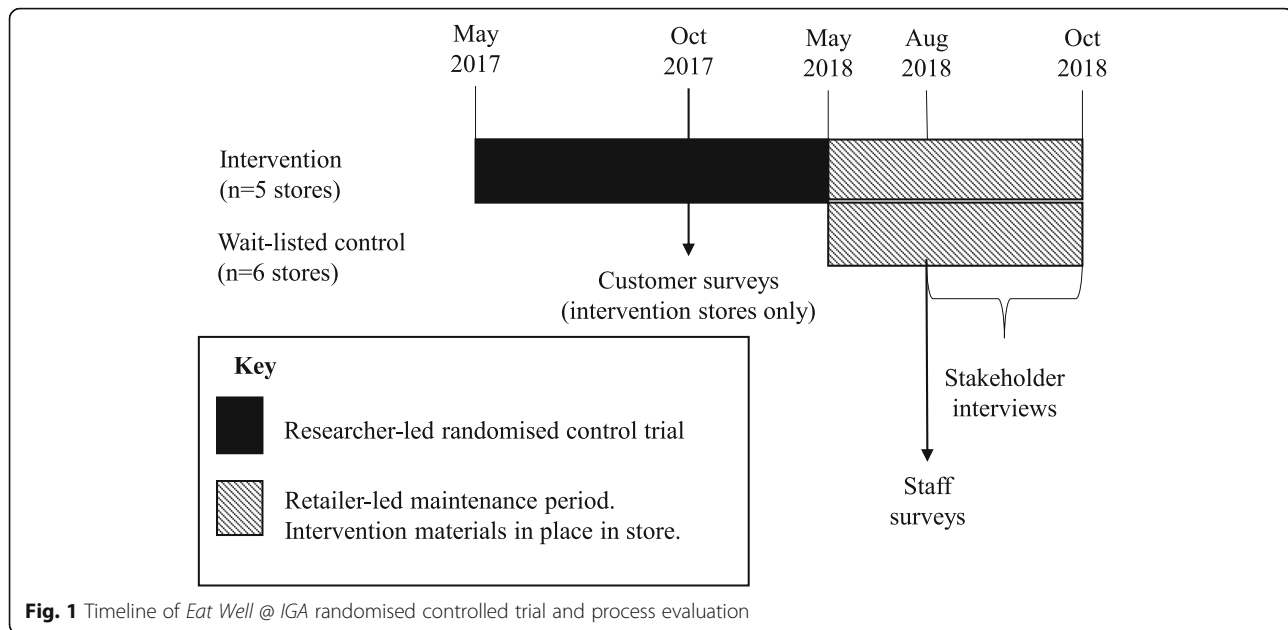 May
2017
Oct
2017
May
2018
Aug
2018
Oct
2018
Intervention
(n=5 stores)
Wait-listed control
(n=6 stores)
Customer surveys
(intervention stores only)
Stakeholder
interviews
Staff
surveys
Key
Researcher-led randomised control trial
Retailer-led maintenance period.
Intervention materials in place in store.
Fig. 1 Timeline of Eat Well @ IGA randomised controlled trial and process evaluation